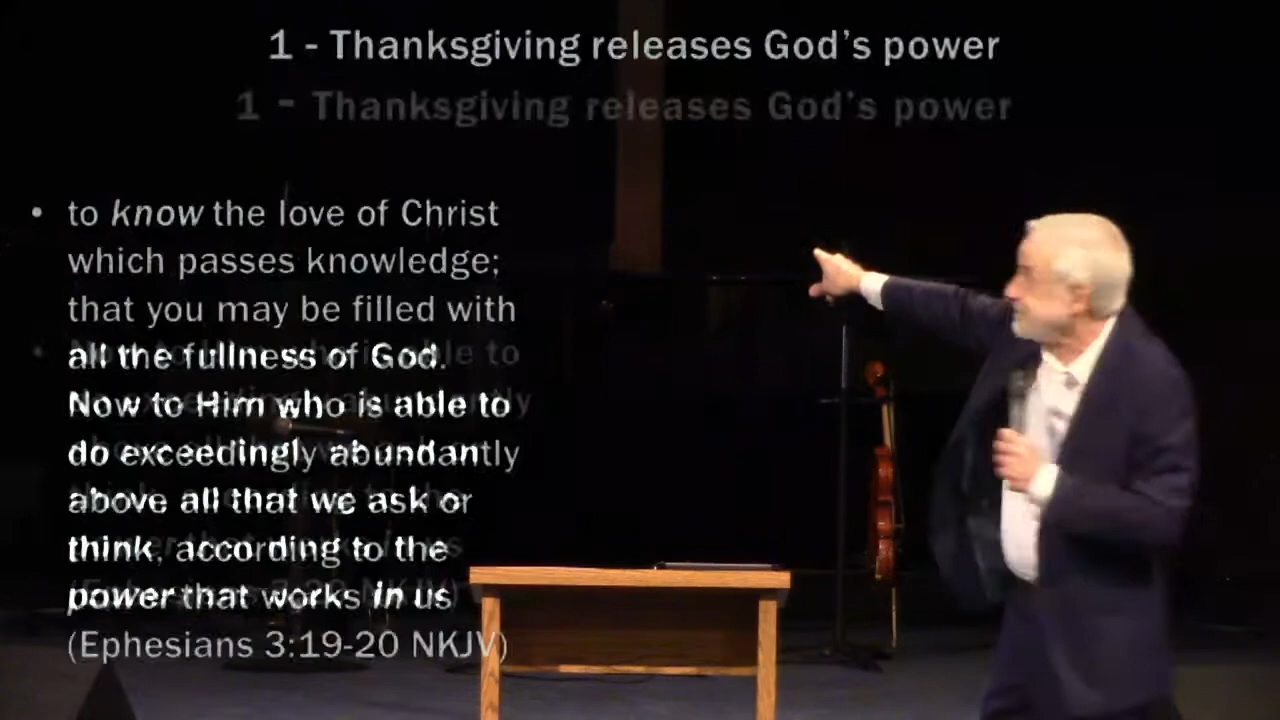 1 - Thanksgiving releases God's power
1 - Thanksgiving releases God's power
• to know the love of Christ
which passes knowledge;
that you may be filled with
all the fullness of God.
Now to Him who is able to
do exceedingly abundantly
above all that we ask or
think, according to the
power that works in us
(Ephesians 3:19-20 NKJV)